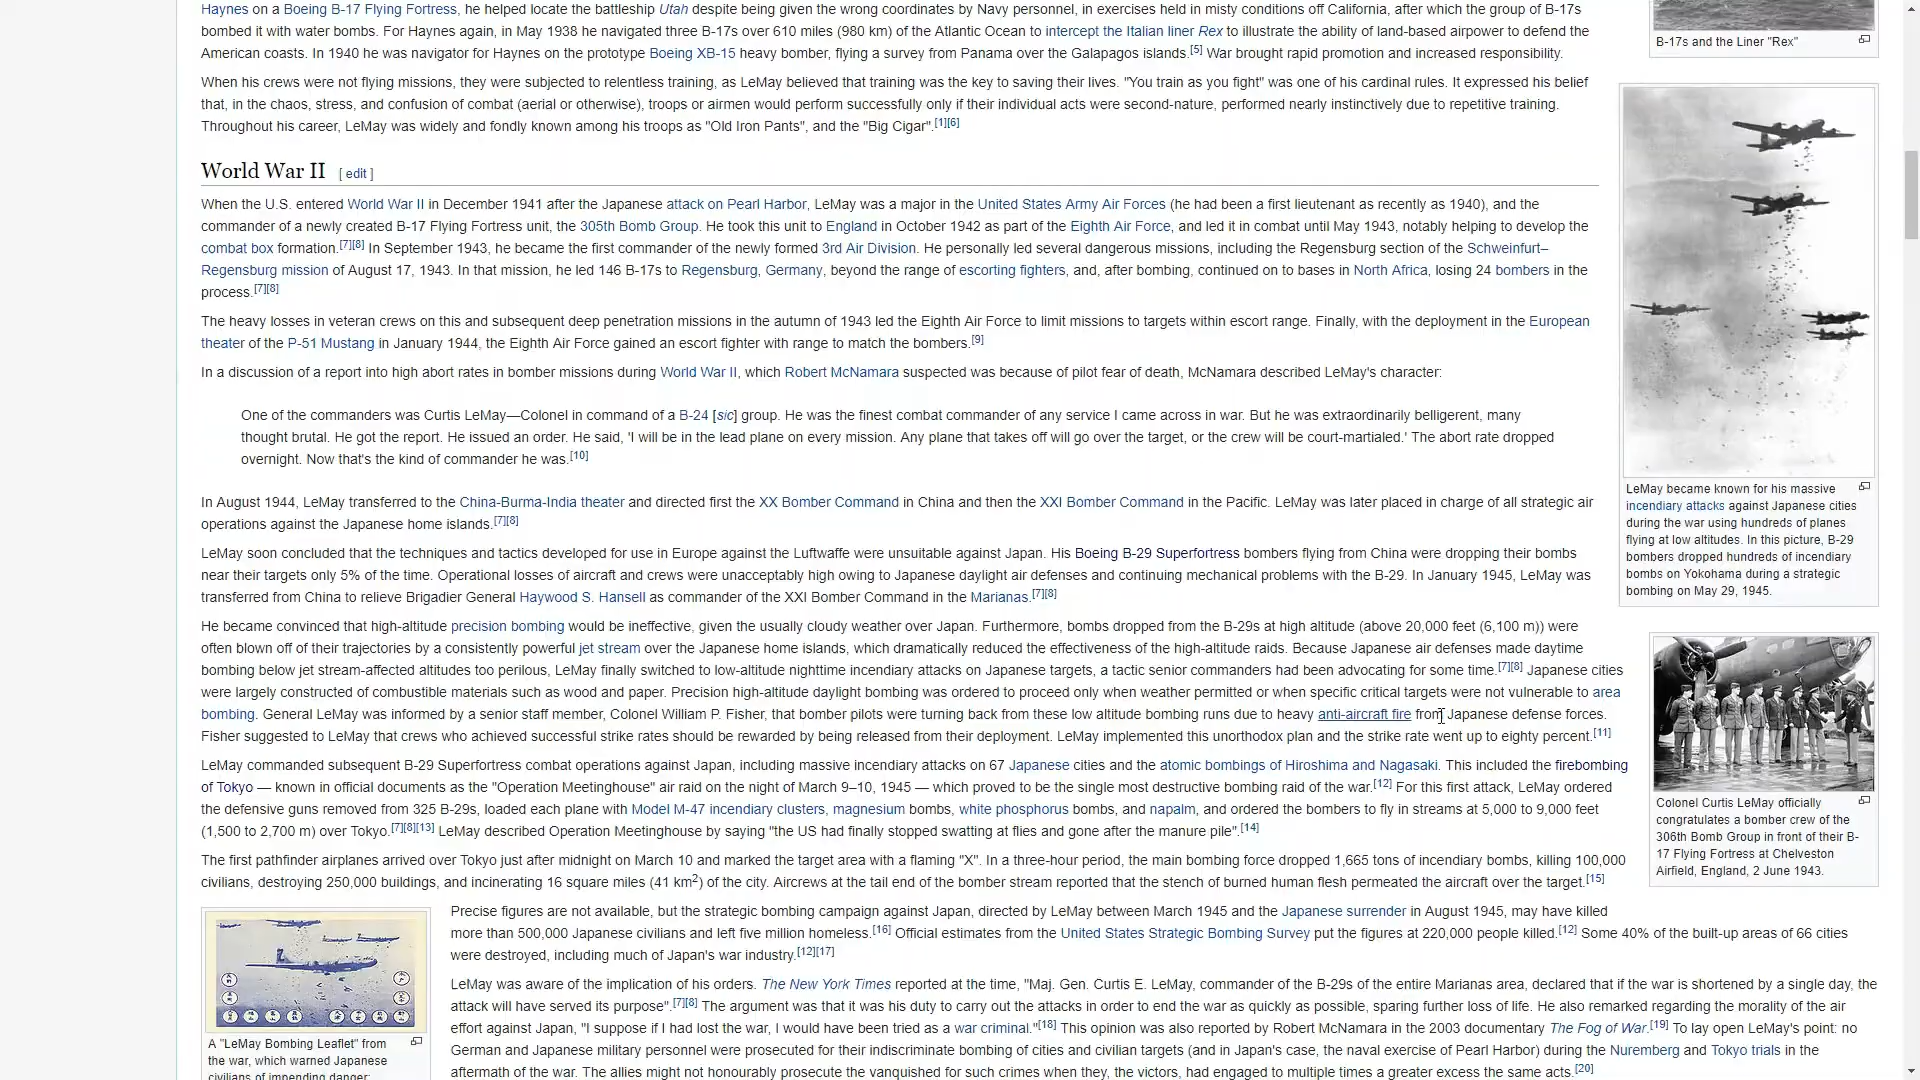 Haynes on a Boeing B-17 Flying Fortress, he helped locate the battleship Utah despite being given the wrong coordinates by Navy personnel, in exercises held in misty conditions off California, after which the group of B-17s
bombed it with water bombs. For Haynes again, in May 1938 he navigated three B-17s over 610 miles (980 km) of the Atlantic Ocean to intercept the Italian liner Rex to illustrate the ability of land-based airpower to defend the
American coasts. In 1940 he was navigator for Haynes on the prototype Boeing XB-15 heavy bomber, flying a survey from Panama over the Galapagos islands.[5] War brought rapid promotion and increased responsibility.
B-17s and the Liner "Rex"
When his crews were not flying missions, they were subjected to relentless training, as LeMay believed that training was the key to saving their lives. "You train as you fight" was one of his cardinal rules. It expressed his belief
that, in the chaos, stress, and confusion of combat (aerial or otherwise), troops or airmen would perform successfully only if their individual acts were second-nature, performed nearly instinctively due to repetitive training.
Throughout his career, LeMay was widely and fondly known among his troops as "Old Iron Pants", and the "Big Cigar".[1][6]
World War II [ edit ]
When the U.S. entered World War II in December 1941 after the Japanese attack on Pearl Harbor, LeMay was a major in the United States Army Air Forces (he had been a first lieutenant as recently as 1940), and the
commander of a newly created B-17 Flying Fortress unit, the 305th Bomb Group. He took this unit to England in October 1942 as part of the Eighth Air Force, and led it in combat until May 1943, notably helping to develop the
combat box formation.[7][8] In September 1943, he became the first commander of the newly formed 3rd Air Division. He personally led several dangerous missions, including the Regensburg section of the Schweinfurt–
Regensburg mission of August 17, 1943. In that mission, he led 146 B-17s to Regensburg, Germany, beyond the range of escorting fighters, and, after bombing, continued on to bases in North Africa, losing 24 bombers in the
process.[7][8]
The heavy losses in veteran crews on this and subsequent deep penetration missions in the autumn of 1943 led the Eighth Air Force to limit missions to targets within escort range. Finally, with the deployment in the European
theater of the P-51 Mustang in January 1944, the Eighth Air Force gained an escort fighter with range to match the bombers.[9]
In a discussion of a report into high abort rates in bomber missions during World War II, which Robert McNamara suspected was because of pilot fear of death, McNamara described LeMay's character:
One of the commanders was Curtis LeMay—Colonel in command of a B-24 [sic] group. He was the finest combat commander of any service I came across in war. But he was extraordinarily belligerent, many
thought brutal. He got the report. He issued an order. He said, 'I will be in the lead plane on every mission. Any plane that takes off will go over the target, or the crew will be court-martialed.' The abort rate dropped
overnight. Now that's the kind of commander he was.[10]
In August 1944, LeMay transferred to the China-Burma-India theater and directed first the XX Bomber Command in China and then the XXI Bomber Command in the Pacific. LeMay was later placed in charge of all strategic air
operations against the Japanese home islands.[7][8]
LeMay became known for his massive
incendiary attacks against Japanese cities
during the war using hundreds of planes
flying at low altitudes. In this picture, B-29
bombers dropped hundreds of incendiary
bombs on Yokohama during a strategic
bombing on May 29, 1945.
LeMay soon concluded that the techniques and tactics developed for use in Europe against the Luftwaffe were unsuitable against Japan. His Boeing B-29 Superfortress bombers flying from China were dropping their bombs
near their targets only 5% of the time. Operational losses of aircraft and crews were unacceptably high owing to Japanese daylight air defenses and continuing mechanical problems with the B-29. In January 1945, LeMay was
transferred from China to relieve Brigadier General Haywood S. Hansell as commander of the XXI Bomber Command in the Marianas.[7][8]
He became convinced that high-altitude precision bombing would be ineffective, given the usually cloudy weather over Japan. Furthermore, bombs dropped from the B-29s at high altitude (above 20,000 feet (6,100 m)) were
often blown off of their trajectories by a consistently powerful jet stream over the Japanese home islands, which dramatically reduced the effectiveness of the high-altitude raids. Because Japanese air defenses made daytime
bombing below jet stream-affected altitudes too perilous, LeMay finally switched to low-altitude nighttime incendiary attacks on Japanese targets, a tactic senior commanders had been advocating for some time.[7][8] Japanese cities
were largely constructed of combustible materials such as wood and paper. Precision high-altitude daylight bombing was ordered to proceed only when weather permitted or when specific critical targets were not vulnerable to area
bombing. General LeMay was informed by a senior staff member, Colonel William P. Fisher, that bomber pilots were turning back from these low altitude bombing runs due to heavy anti-aircraft fire from Japanese defense forces.
Fisher suggested to LeMay that crews who achieved successful strike rates should be rewarded by being released from their deployment. LeMay implemented this unorthodox plan and the strike rate went up to eighty percent.[11]
LeMay commanded subsequent B-29 Superfortress combat operations against Japan, including massive incendiary attacks on 67 Japanese cities and the atomic bombings of Hiroshima and Nagasaki. This included the firebombing
of Tokyo — known in official documents as the "Operation Meetinghouse" air raid on the night of March 9–10, 1945 — which proved to be the single most destructive bombing raid of the war.[12] For this first attack, LeMay ordered
the defensive guns removed from 325 B-29s, loaded each plane with Model M-47 incendiary clusters, magnesium bombs, white phosphorus bombs, and napalm, and ordered the bombers to fly in streams at 5,000 to 9,000 feet
(1,500 to 2,700 m) over Tokyo.[7][8][13] LeMay described Operation Meetinghouse by saying "the US had finally stopped swatting at flies and gone after the manure pile".[14]
Colonel Curtis LeMay officially
congratulates a bomber crew of the
306th Bomb Group in front of their B-
17 Flying Fortress at Chelveston
Airfield, England, 2 June 1943.
The first pathfinder airplanes arrived over Tokyo just after midnight on March 10 and marked the target area with a flaming "X". In a three-hour period, the main bombing force dropped 1,665 tons of incendiary bombs, killing 100,000
civilians, destroying 250,000 buildings, and incinerating 16 square miles (41 km2) of the city. Aircrews at the tail end of the bomber stream reported that the stench of burned human flesh permeated the aircraft over the target.[15]
Precise figures are not available, but the strategic bombing campaign against Japan, directed by LeMay between March 1945 and the Japanese surrender in August 1945, may have killed
more than 500,000 Japanese civilians and left five million homeless.[16] Official estimates from the United States Strategic Bombing Survey put the figures at 220,000 people killed.[12] Some 40% of the built-up areas of 66 cities
were destroyed, including much of Japan's war industry.[12][17]
LeMay was aware of the implication of his orders. The New York Times reported at the time, "Maj. Gen. Curtis E. LeMay, commander of the B-29s of the entire Marianas area, declared that if the war is shortened by a single day, the
attack will have served its purpose".[7][8] The argument was that it was his duty to carry out the attacks in order to end the war as quickly as possible, sparing further loss of life. He also remarked regarding the morality of the air
effort against Japan, "I suppose if I had lost the war, I would have been tried as a war criminal."[18] This opinion was also reported by Robert McNamara in the 2003 documentary The Fog of War.[19] To lay open LeMay's point: no
German and Japanese military personnel were prosecuted for their indiscriminate bombing of cities and civilian targets (and in Japan's case, the naval exercise of Pearl Harbor) during the Nuremberg and Tokyo trials in the
aftermath of the war. The allies might not honourably prosecute the vanquished for such crimes when they, the victors, had engaged to multiple times a greater excess the same acts.[20]
A "LeMay Bombing Leaflet" from
the war, which warned Japanese
civilians of impending danger: